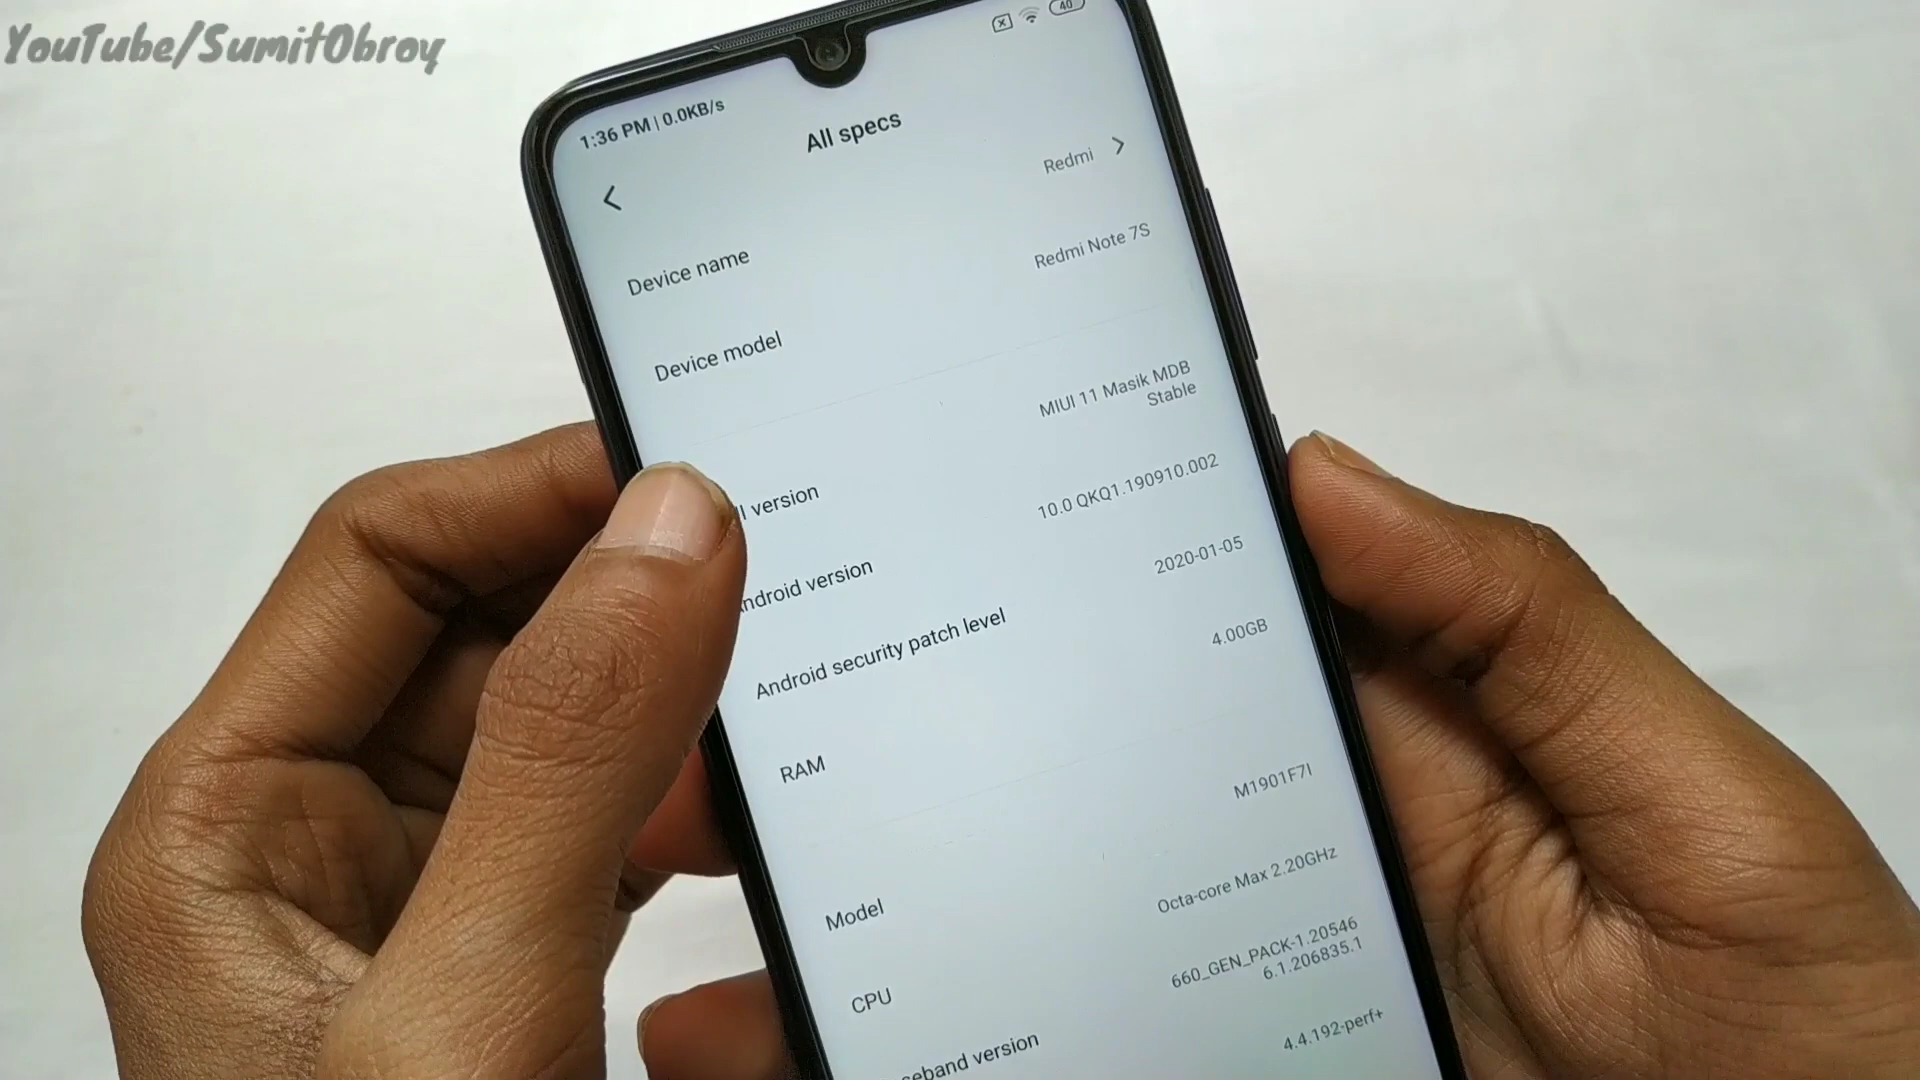 YouTube/SumitObroy
40
1:36 PM | 0.0KB/s
All specs
Device name
Redmi
Device model
Redmi Note 7S
I version
MIUI 11 Masik MDB
Stable
ndroid version
10.0 QKQ1.190910.002
Android security patch level
2020-01-05
RAM
4.00GB
Model
M1901F7I
CPU
Octa-core Max 2.20GHz
seband version
660_GEN_PACK-1.20546
6.1.206835.1
4.4.192-perf+